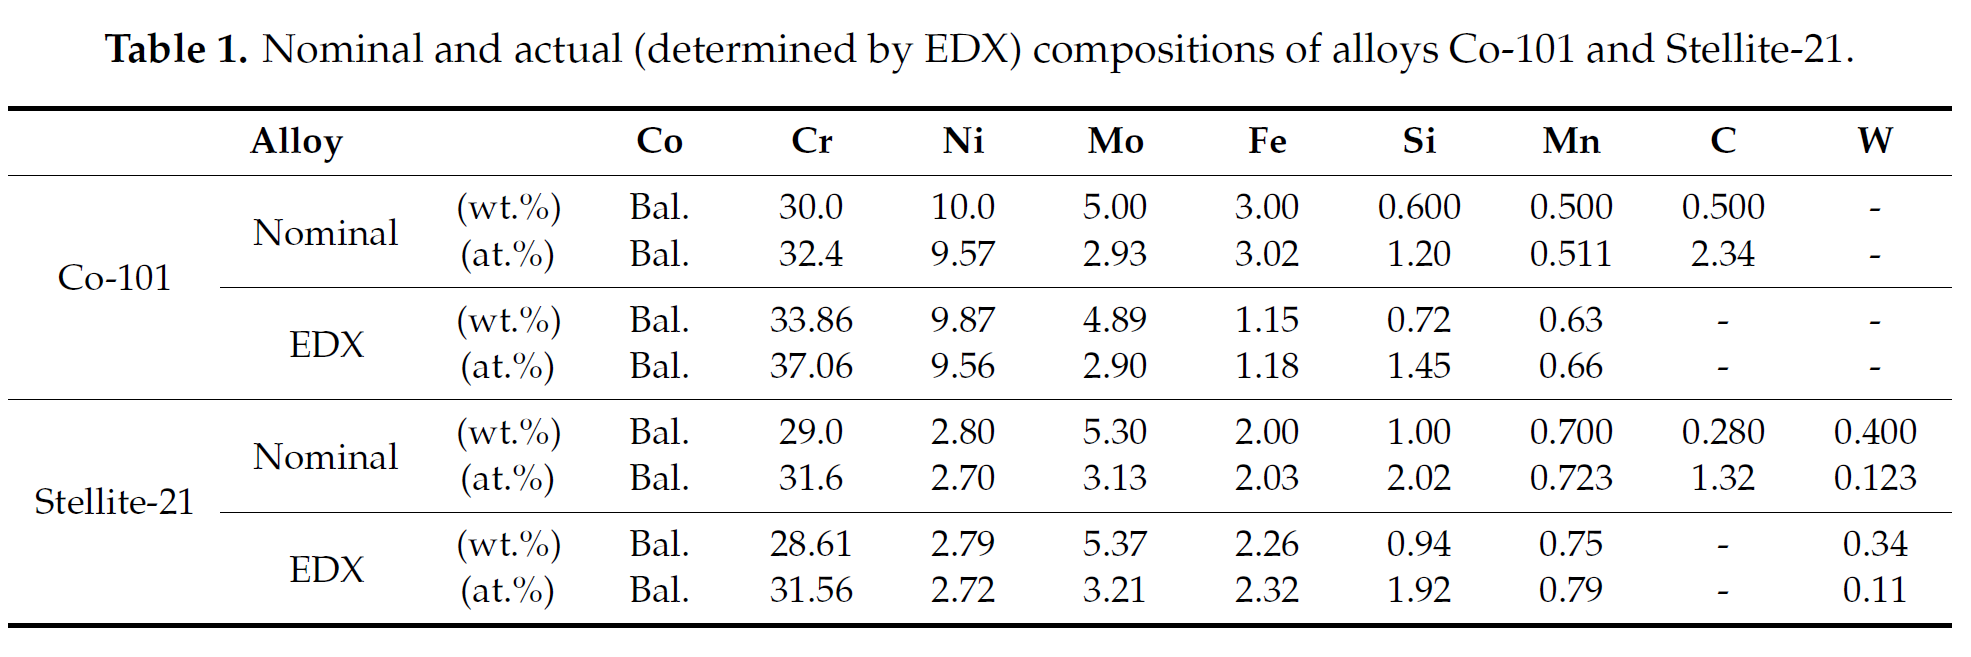 Table 1. Nominal and actual (determined by EDX) compositions of alloys Co-101 and Stellite-21.
Alloy Co Cr Ni Mo Fe Si Mn C W
Co-101 Nominal (wt.%) Bal. 30.0 10.0 5.00 3.00 0.600 0.500 0.500 -
(at.%) Bal. 32.4 9.57 2.93 3.02 1.20 0.511 2.34 -
EDX (wt.%) Bal. 33.86 9.87 4.89 1.15 0.72 0.63 - -
(at.%) Bal. 37.06 9.56 2.90 1.18 1.45 0.66 - -
Stellite-21 Nominal (wt.%) Bal. 29.0 2.80 5.30 2.00 1.00 0.700 0.280 0.400
(at.%) Bal. 31.6 2.70 3.13 2.03 2.02 0.723 1.32 0.123
EDX (wt.%) Bal. 28.61 2.79 5.37 2.26 0.94 0.75 - 0.34
(at.%) Bal. 31.56 2.72 3.21 2.32 1.92 0.79 - 0.11